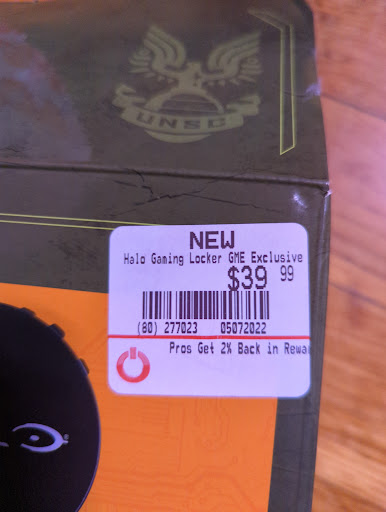 UNSC
NEW
Halo Gaming Locker GME Exclusive
$39 99
(80) 277023 05072022
Pros Get 2% Back in Rewa